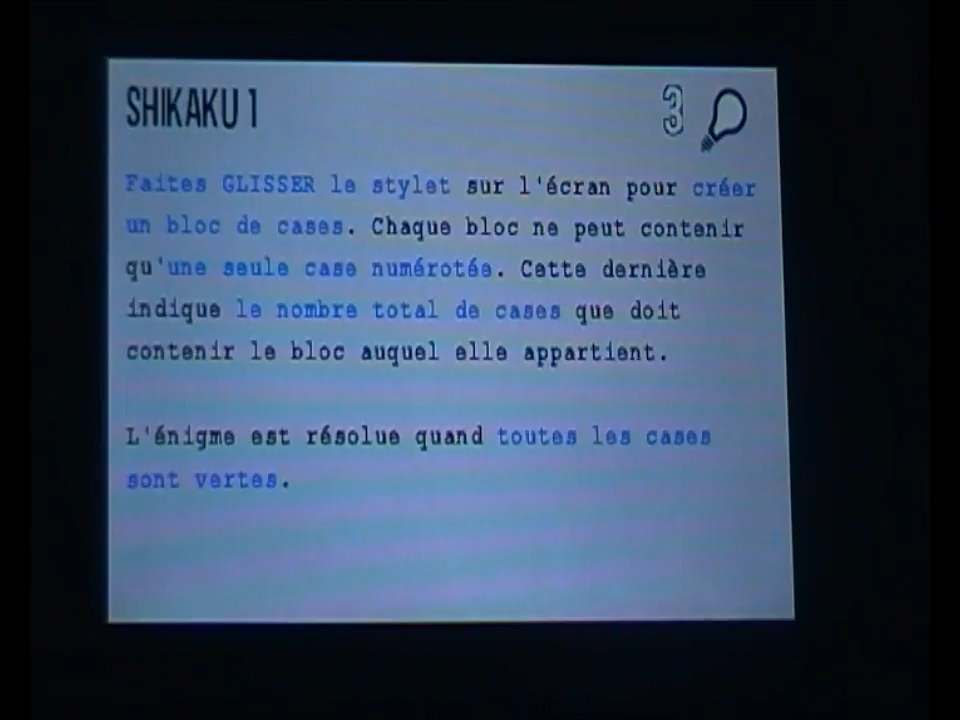 SHIKAKU 1
3
Faites GLISSER le stylet sur l'écran pour créer
un bloc de cases. Chaque bloc ne peut contenir
qu'une seule case numérotée. Cette dernière
indique le nombre total de cases que doit
contenir le bloc auquel elle appartient.
L'énigme est résolue quand toutes les cases
sont vertes.